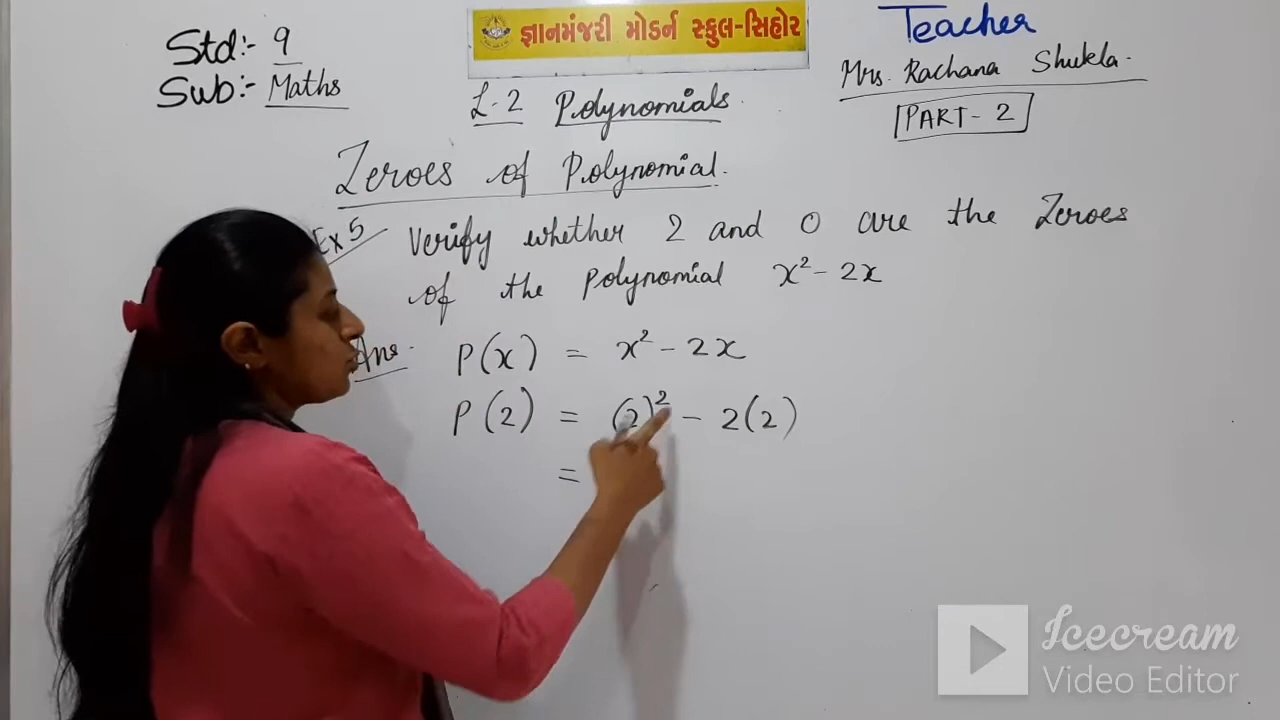 Std:- 9
Sub:- Maths
જ્ઞાનમંજરી મોડર્ન સ્કુલ-સિહોર
Teacher
Mrs. Rachana Shukla.
L-2 Polynomials.
PART-2
Zeroes of Polynomial.
Ex 5 Verify whether 2 and 0 are the Zeroes
of the Polynomial x² - 2x
Ans. P(x) = x² - 2x
P(2) = (2)² - 2(2)
=
Icecream
Video Editor